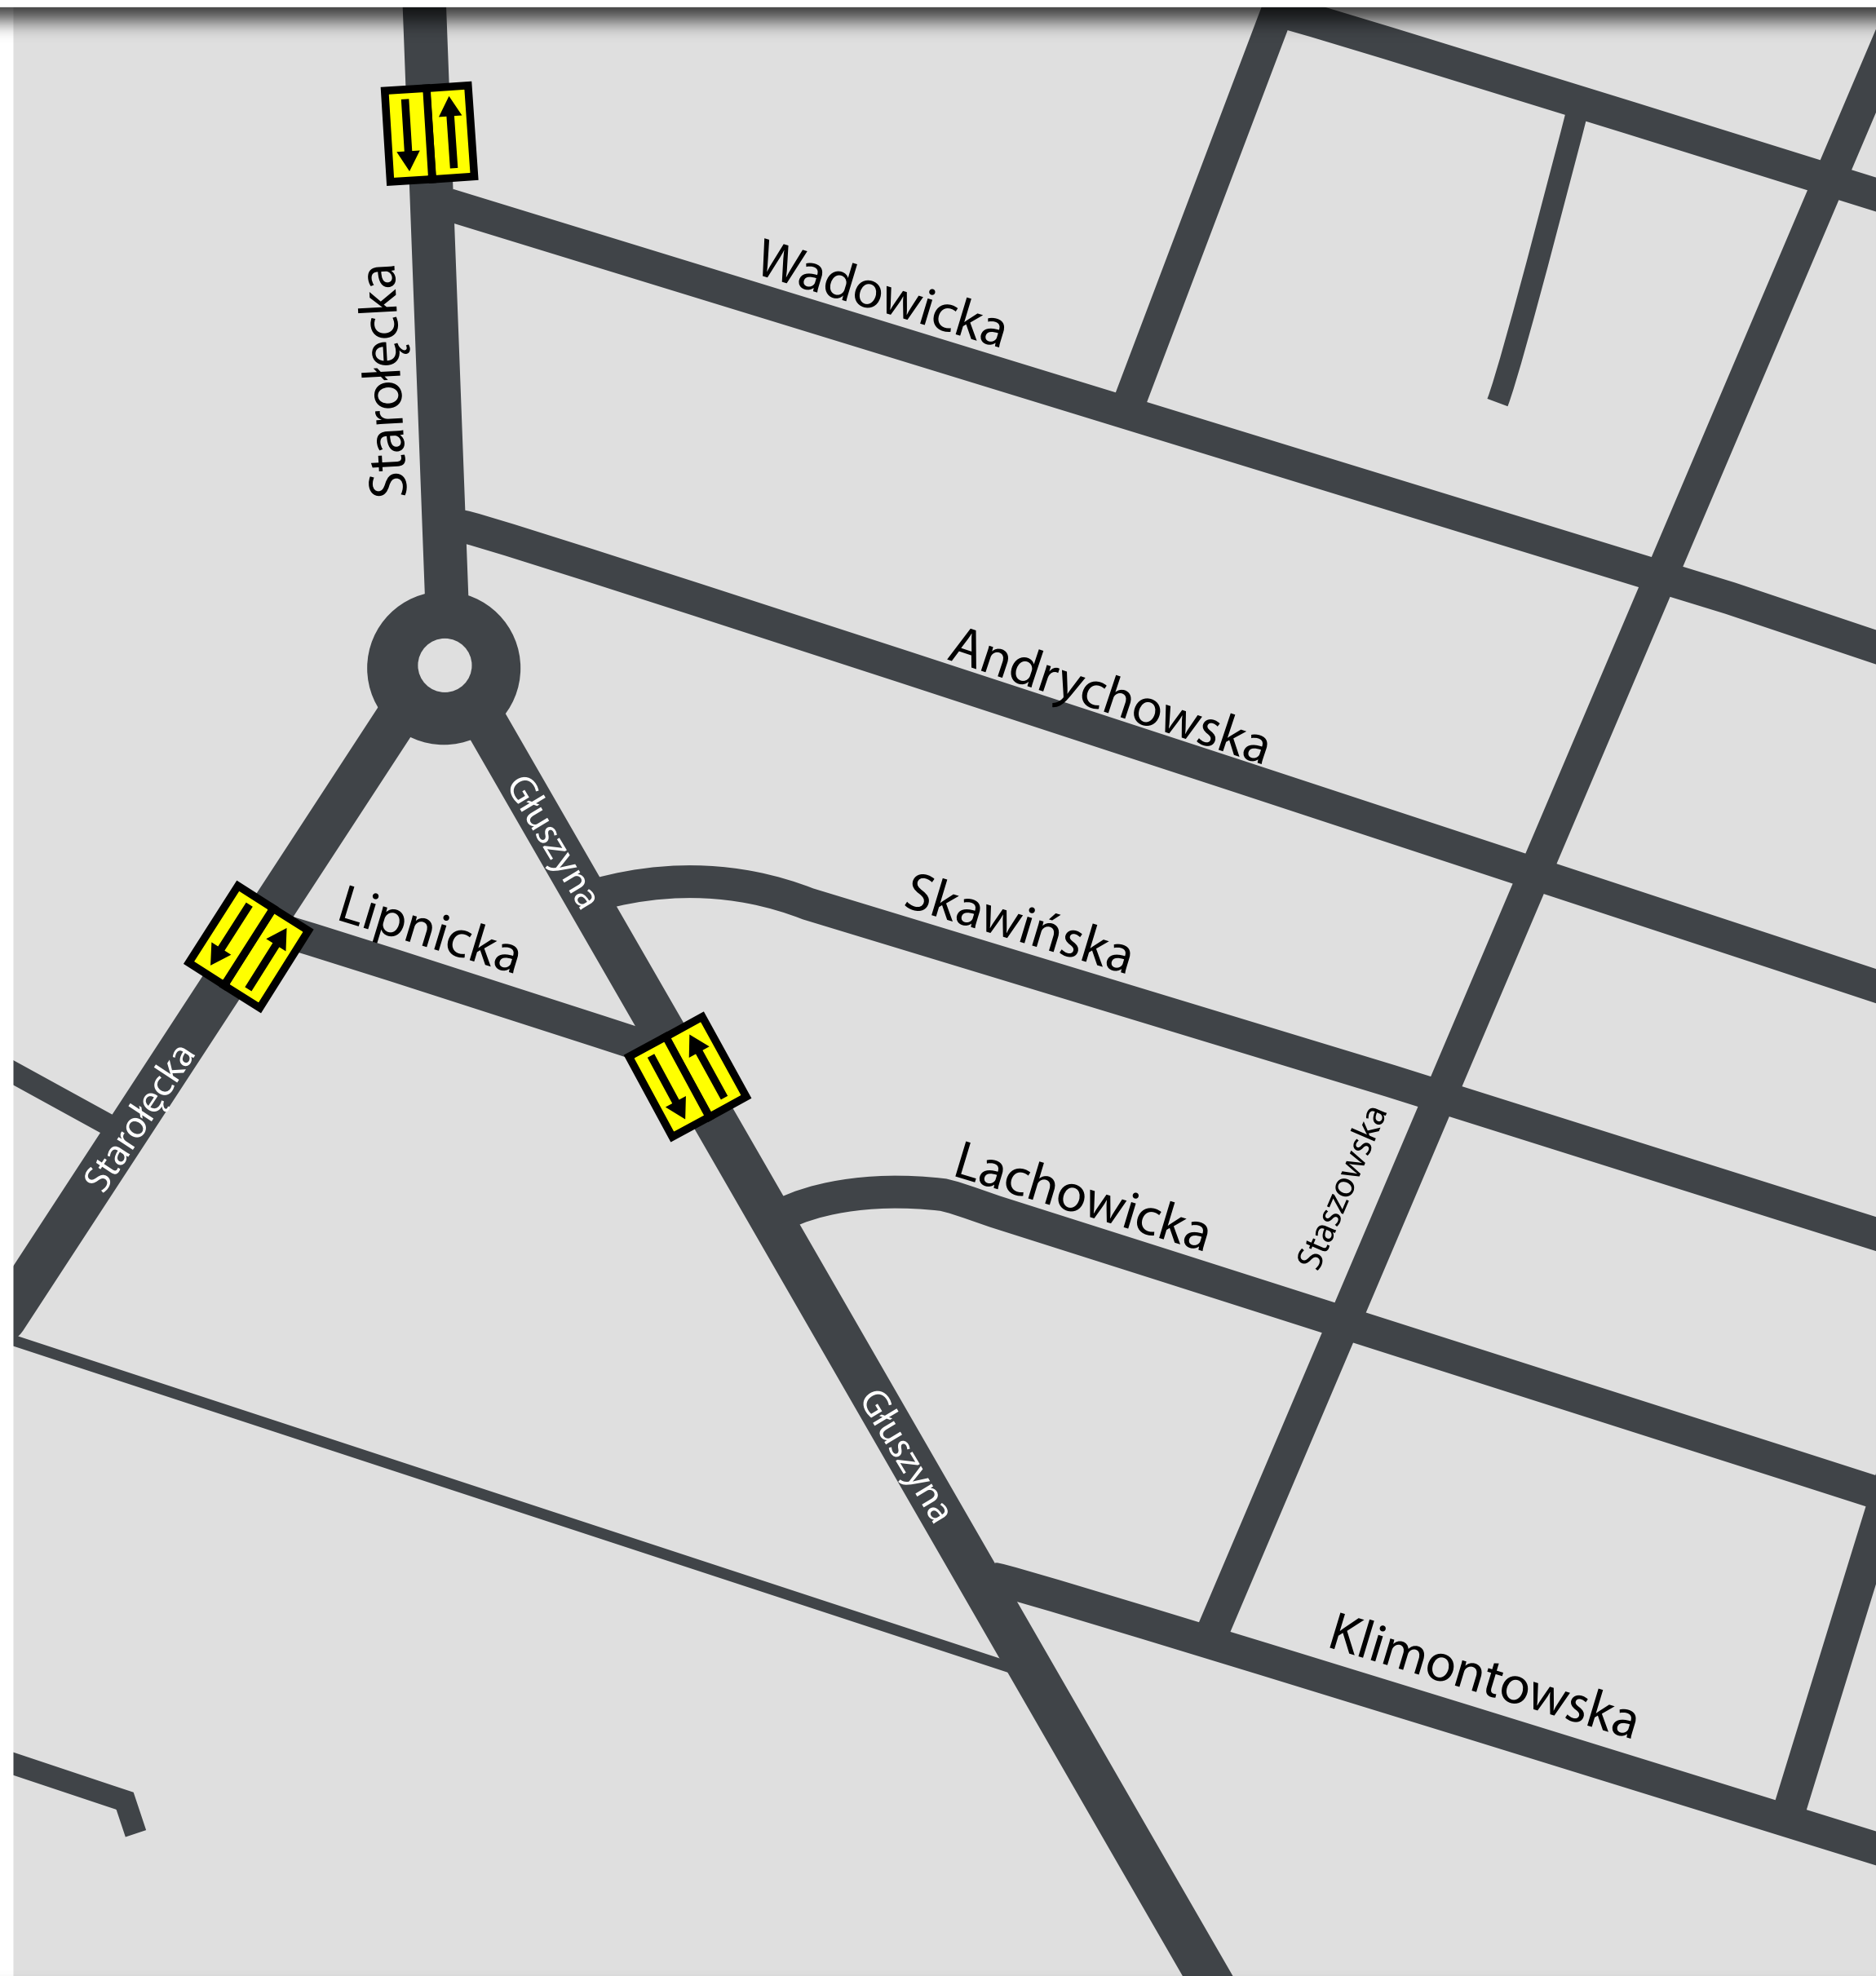 Wadowicka
Starołęcka
Andrychowska
Głuszyna
Lipnicka
Skawińska
Starołęcka
Lachowicka
Staszowska
Głuszyna
Klimontowska